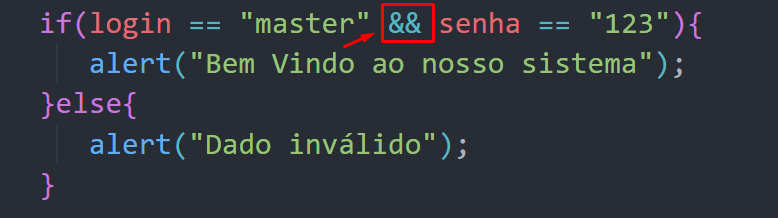 if(login == "master" && senha == "123"){
alert("Bem Vindo ao nosso sistema");
}else{
alert("Dado inválido");
}